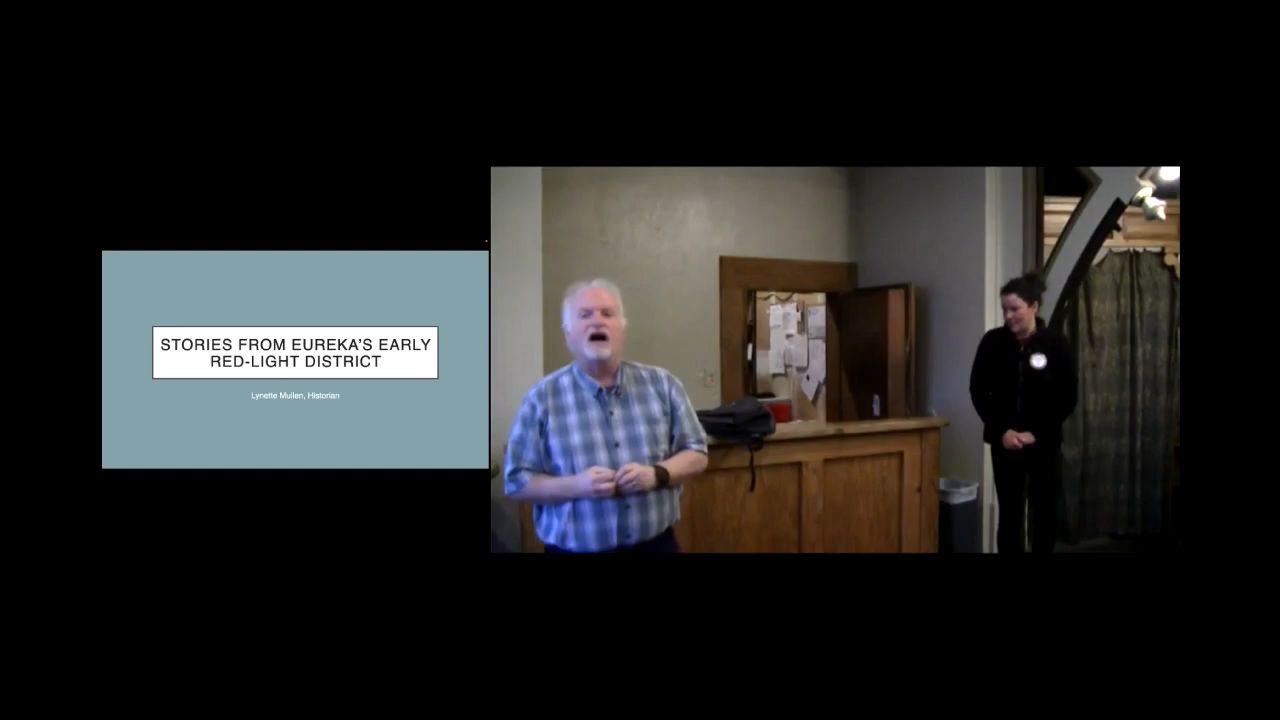 STORIES FROM EUREKA'S EARLY
RED-LIGHT DISTRICT
Lynette Mullen, Historian